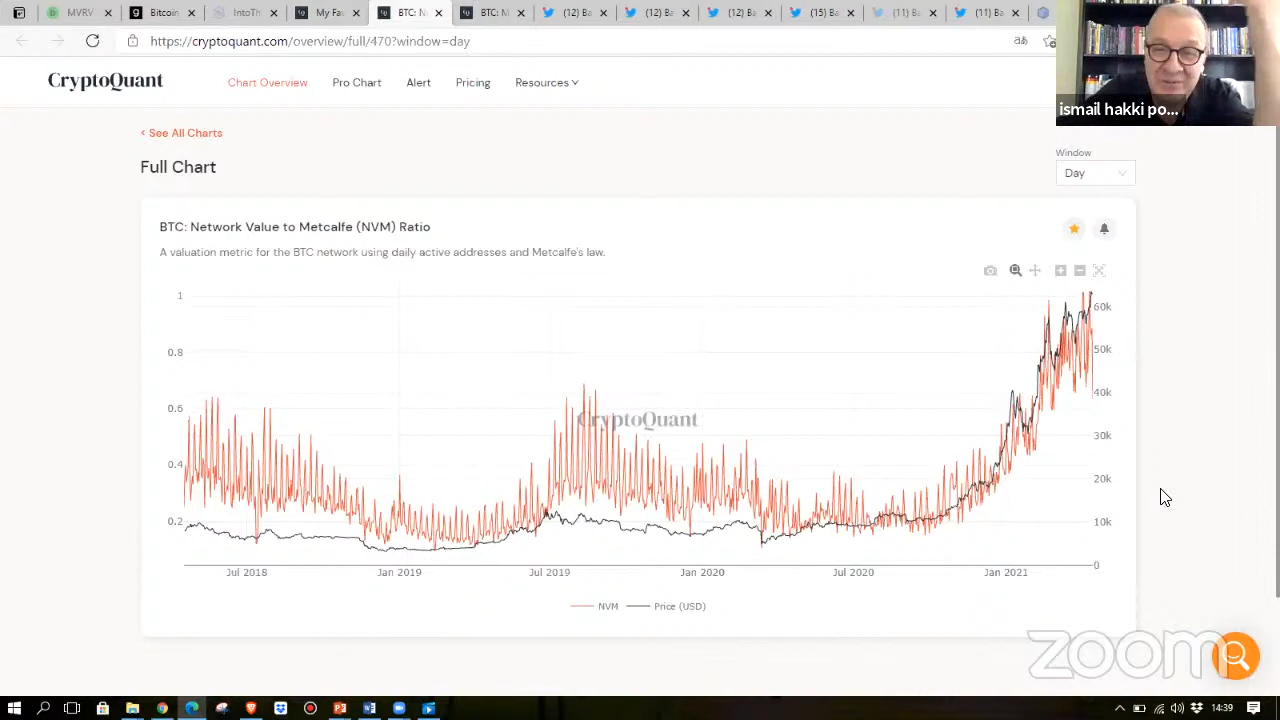 MVRV
Bitcoin
IntoTh
My Fe
BTC: N
BTC:
(12) Ba
(12) Ba
(12) Ba
(15) Ba
(11) Ba
(11) Ba
https://cryptoquant.com/overview/full/470?window=day
CryptoQuant
Chart Overview
Pro Chart
Alert
Pricing
Resources
ismail hakki po...
< See All Charts
Full Chart
Window
Day
BTC: Network Value to Metcalfe (NVM) Ratio
A valuation metric for the BTC network using daily active addresses and Metcalfe's law.
1
0.8
0.6
0.4
0.2
60k
50k
40k
30k
20k
10k
0
CryptoQuant
Jul 2018
Jan 2019
Jul 2019
Jan 2020
Jul 2020
Jan 2021
NVM
Price (USD)
zoom
14:39